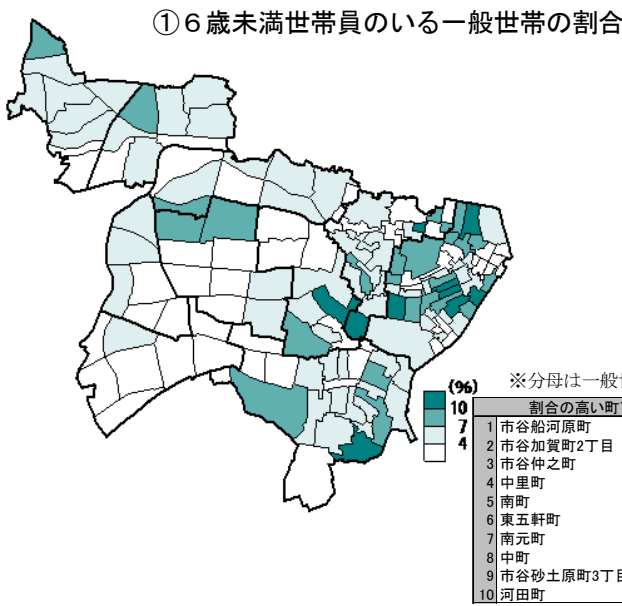 ①６歳未満世帯員のいる一般世帯の割合
※分母は一般
(%)
10
7
4
割合の高い町
1 市谷船河原町
2 市谷加賀町2丁目
3 市谷仲之町
4 中里町
5 南町
6 東五軒町
7 南元町
8 中町
9 市谷砂土原町3丁目
10 河田町